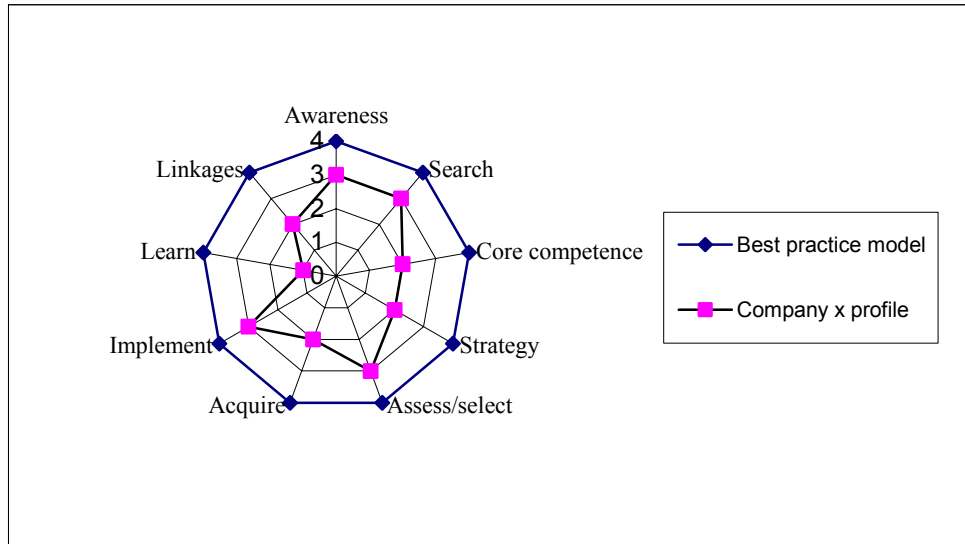 Awareness
4
Linkages
Search
3
2
Learn
1
Core competence
0
Implement
Strategy
Acquire
Assess/select
Best practice model
Company x profile